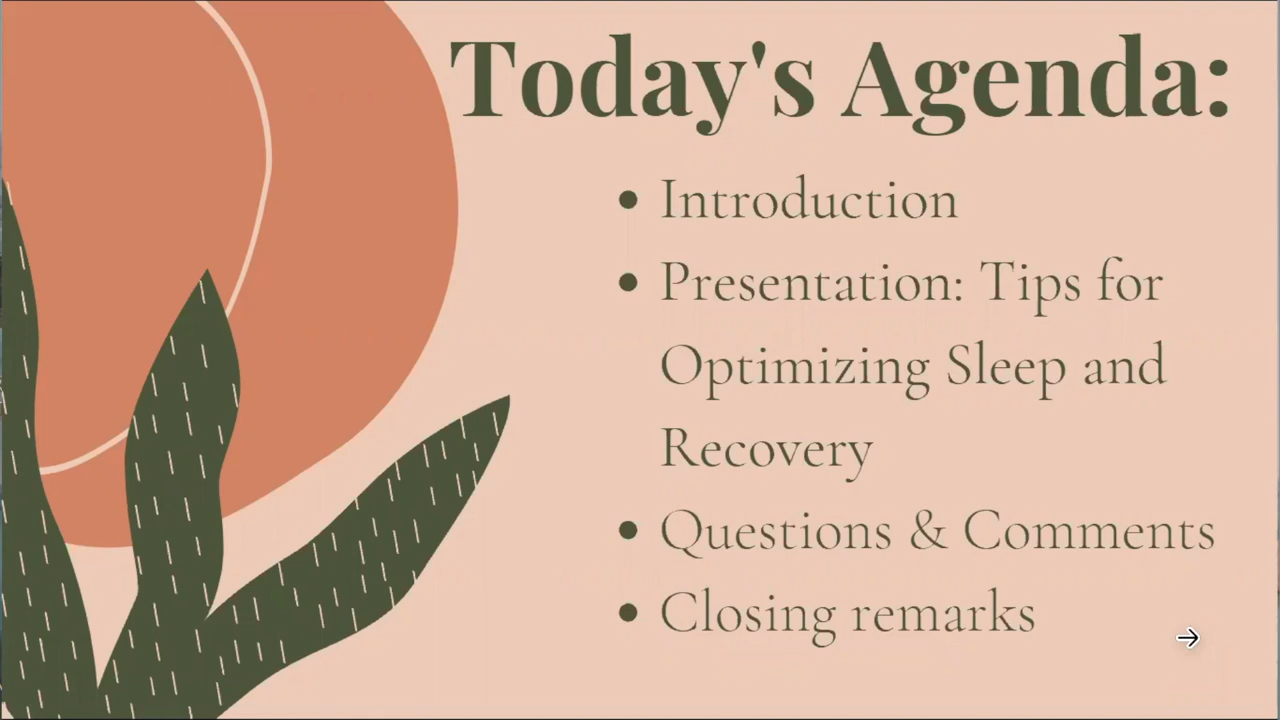 Today's Agenda:
• Introduction
• Presentation: Tips for
Optimizing Sleep and
Recovery
• Questions & Comments
• Closing remarks